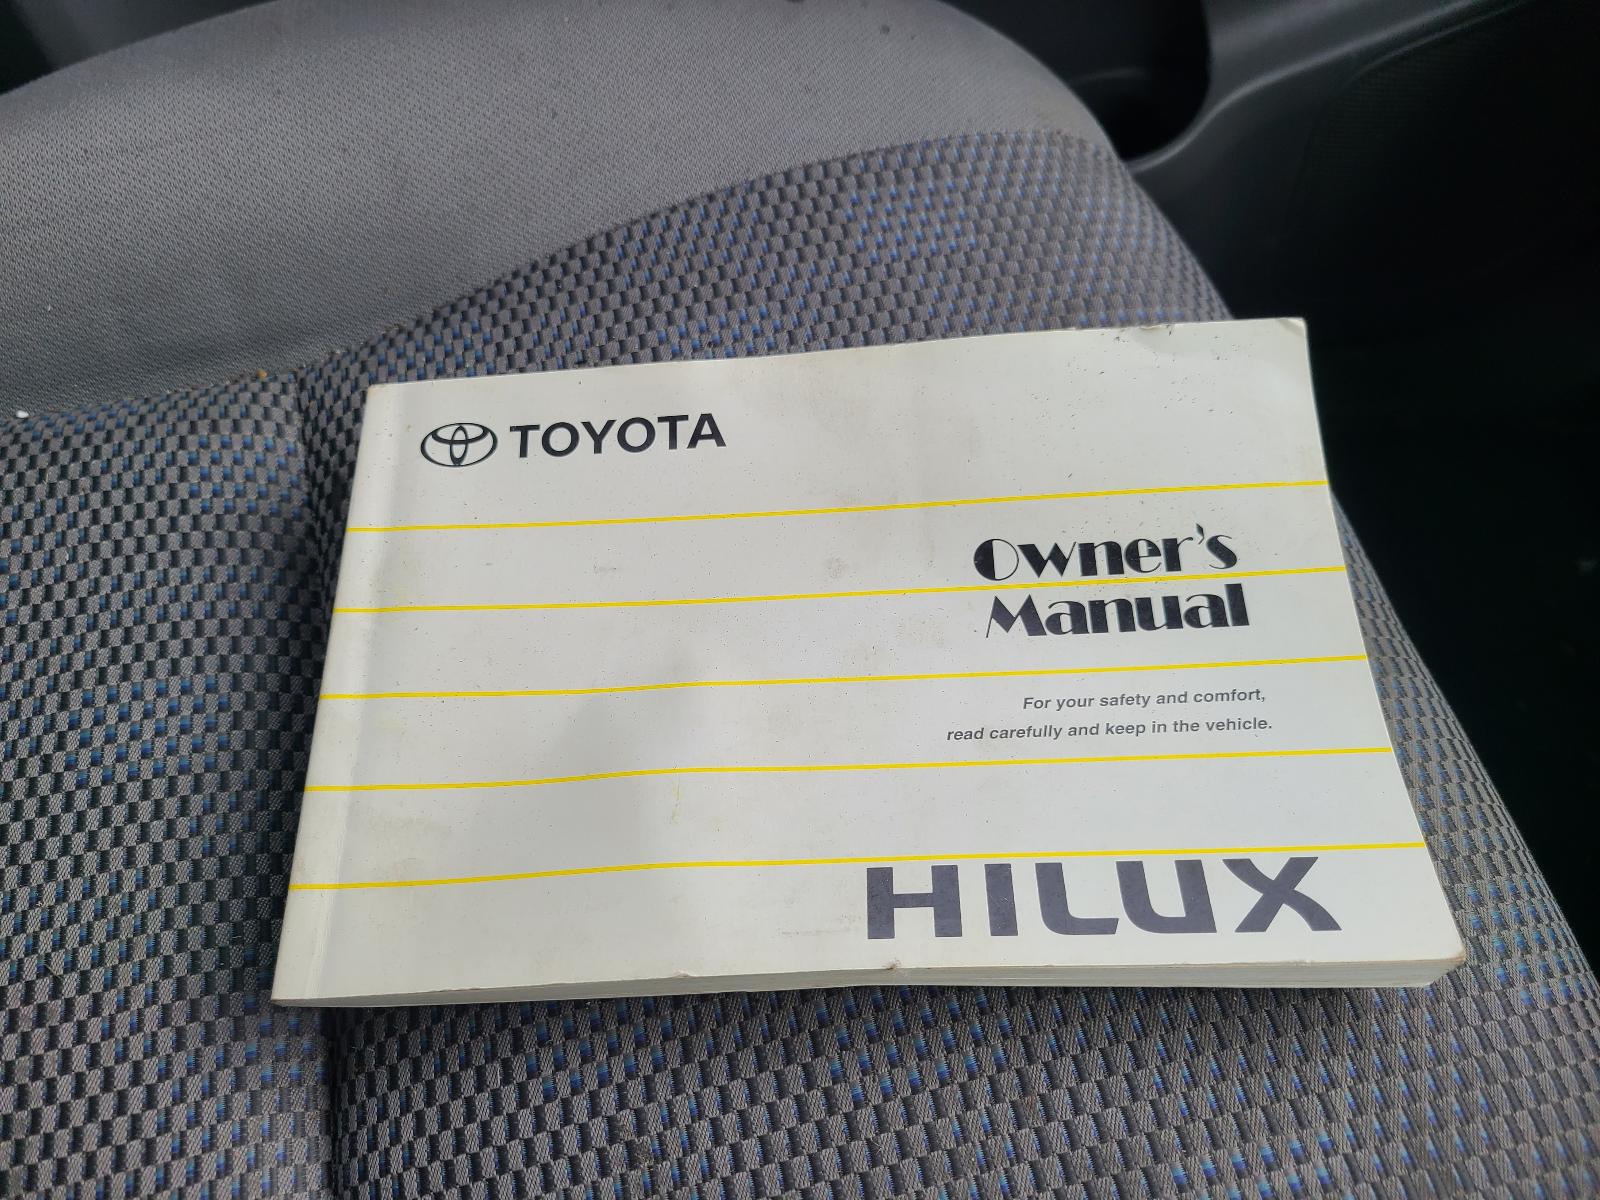 TOYOTA
Owner's
Manual
For your safety and comfort,
read carefully and keep in the vehicle.
HILUX